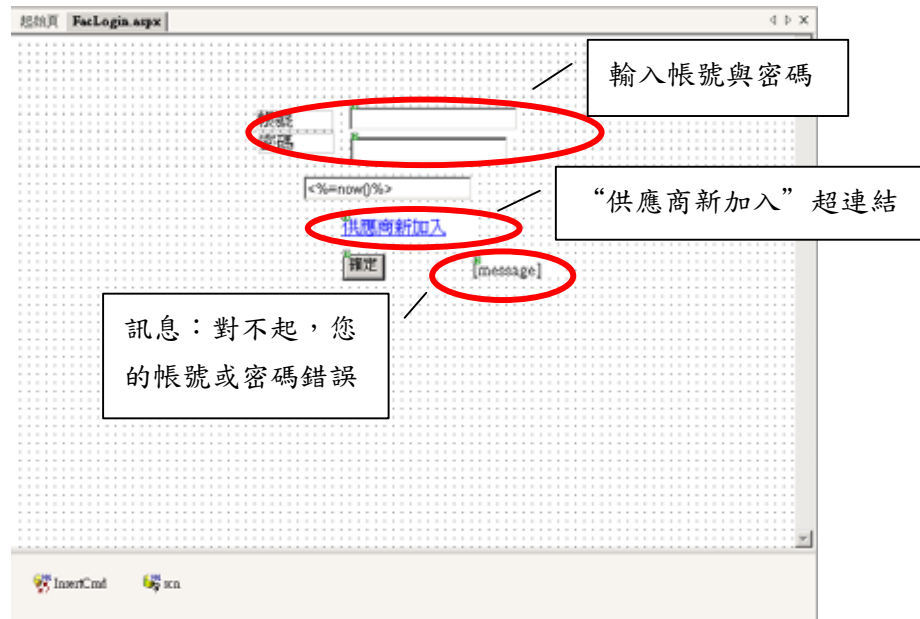 起始頁 FacLogin.aspx
輸入帳號與密碼
帳號
密碼
<%=now()%>
“供應商新加入”超連結
供應商新加入
確定 [message]
訊息：對不起，您
的帳號或密碼錯誤
InsertCmd scn